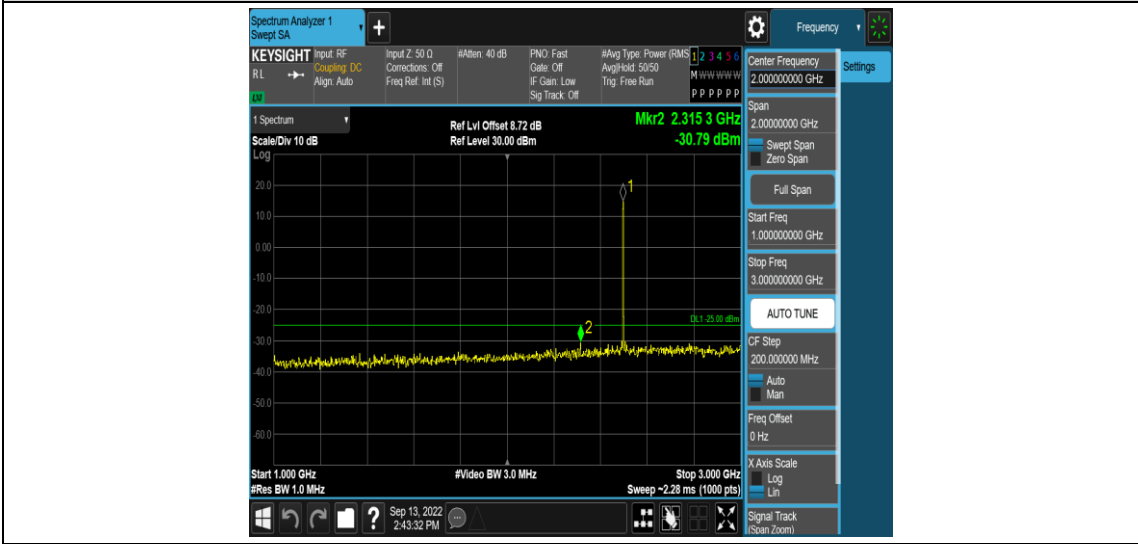 Spectrum Analyzer 1
Swept SA
+
Frequency
KEYSIGHT
RL
Input: RF
Coupling: DC
Align: Auto
Input Z: 50 Ω
Corrections: Off
Freq Ref: Int (S)
#Atten: 40 dB
PNO: Fast
Gate: Off
IF Gain: Low
Sig Track: Off
#Avg Type: Power (RMS
Avg|Hold: 50/50
Trig: Free Run
1 2 3 4 5 6
M W W W W W
P P P P P P
1 Spectrum
Scale/Div 10 dB
Log
Ref Lvl Offset 8.72 dB
Ref Level 30.00 dBm
Mkr2 2.315 3 GHz
-30.79 dBm
1
20.0
10.0
0.00
-10.0
-20.0
DL1 -25.00 dBm
2
-30.0
-40.0
-50.0
-60.0
Start 1.000 GHz
#Video BW 3.0 MHz
Stop 3.000 GHz
#Res BW 1.0 MHz
Sweep ~2.28 ms (1000 pts)
?
Sep 13, 2022
2:43:32 PM
Center Frequency
2.000000000 GHz
Settings
Span
2.00000000 GHz
Swept Span
Zero Span
Full Span
Start Freq
1.000000000 GHz
Stop Freq
3.000000000 GHz
AUTO TUNE
CF Step
200.000000 MHz
Auto
Man
Freq Offset
0 Hz
X Axis Scale
Log
Lin
Signal Track
(Span Zoom)